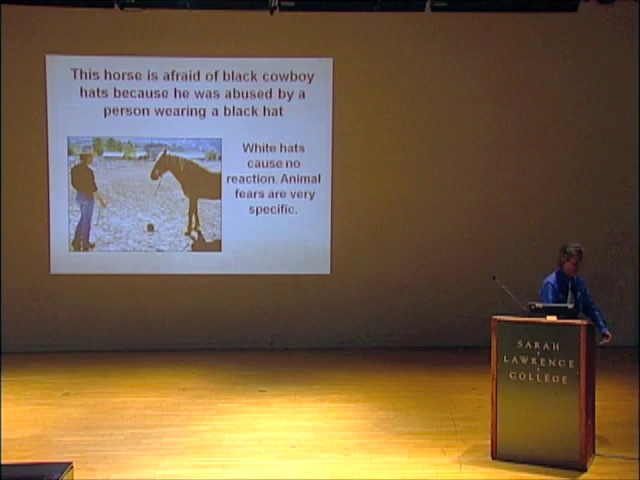 This horse is afraid of black cowboy
hats because he was abused by a
person wearing a black hat
White hats
cause no
reaction. Animal
fears are very
specific.
SARAH
LAWRENCE
COLLEGE